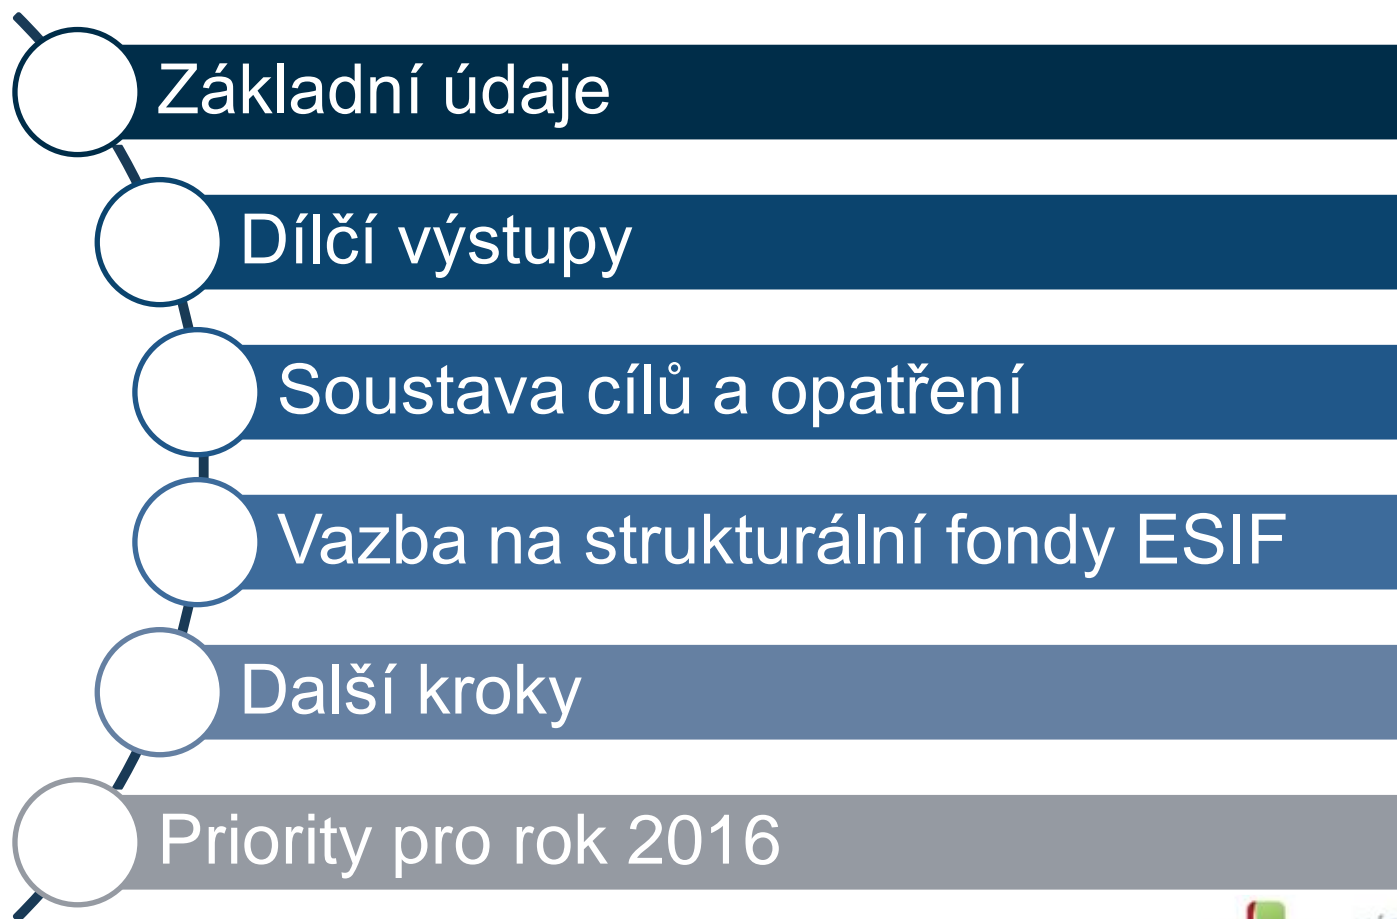 Základní údaje
Dílčí výstupy
Soustava cílů a opatření
Vazba na strukturální fondy ESIF
Další kroky
Priority pro rok 2016